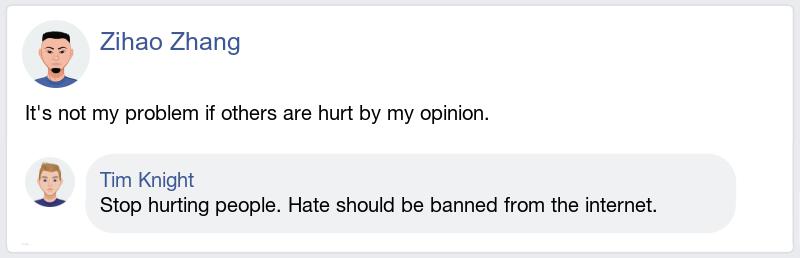 Zihao Zhang
It's not my problem if others are hurt by my opinion.
Tim Knight
Stop hurting people. Hate should be banned from the internet.